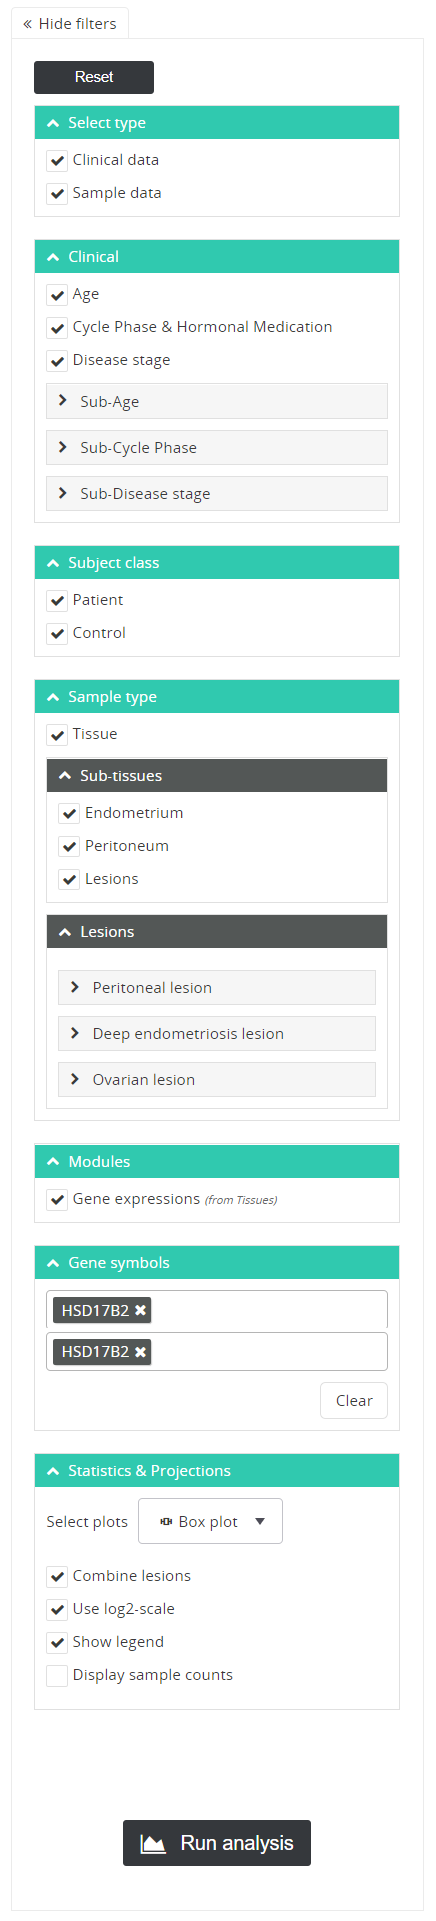 « Hide filters
Reset
Select type
Clinical data
Sample data
Clinical
Age
Cycle Phase & Hormonal Medication
Disease stage
Sub-Age
Sub-Cycle Phase
Sub-Disease stage
Subject class
Patient
Control
Sample type
Tissue
Sub-tissues
Endometrium
Peritoneum
Lesions
Lesions
Peritoneal lesion
Deep endometriosis lesion
Ovarian lesion
Modules
Gene expressions (from Tissues)
Gene symbols
HSD17B2 ✖
HSD17B2 ✖
Clear
Statistics & Projections
Select plots Box plot
Combine lesions
Use log2-scale
Show legend
Display sample counts
Run analysis